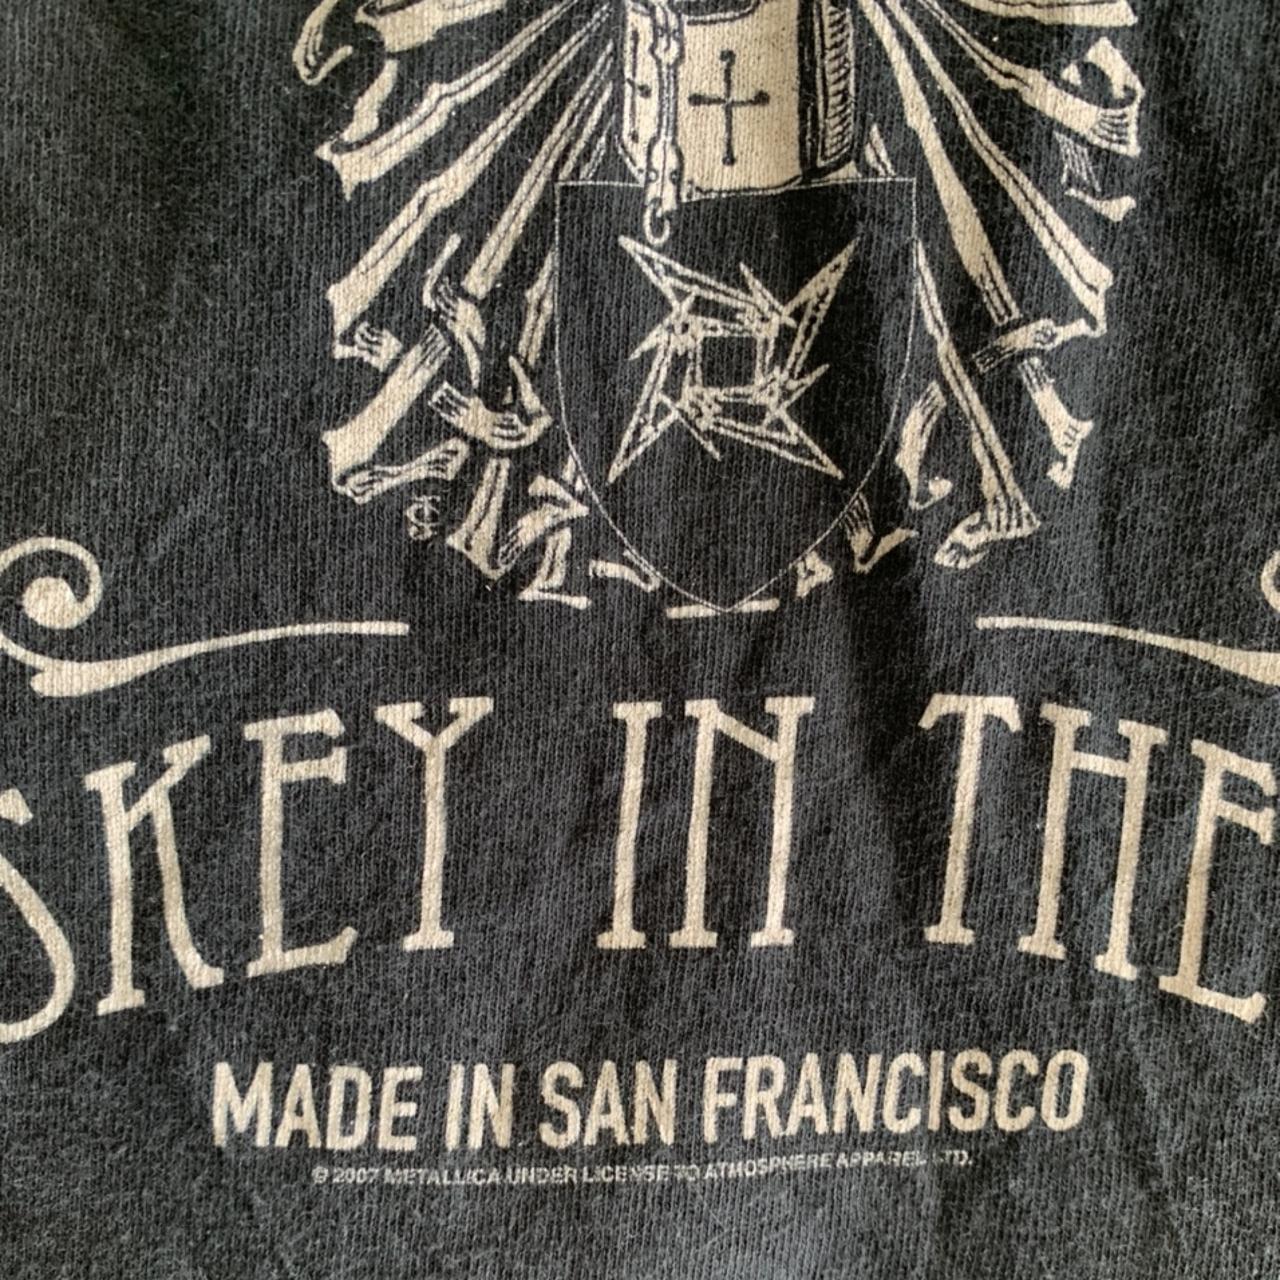 SKEY IN THE
MADE IN SAN FRANCISCO
© 2007 METALLICA UNDER LICENSE TO ATMOSPHERE APPAREL LTD.